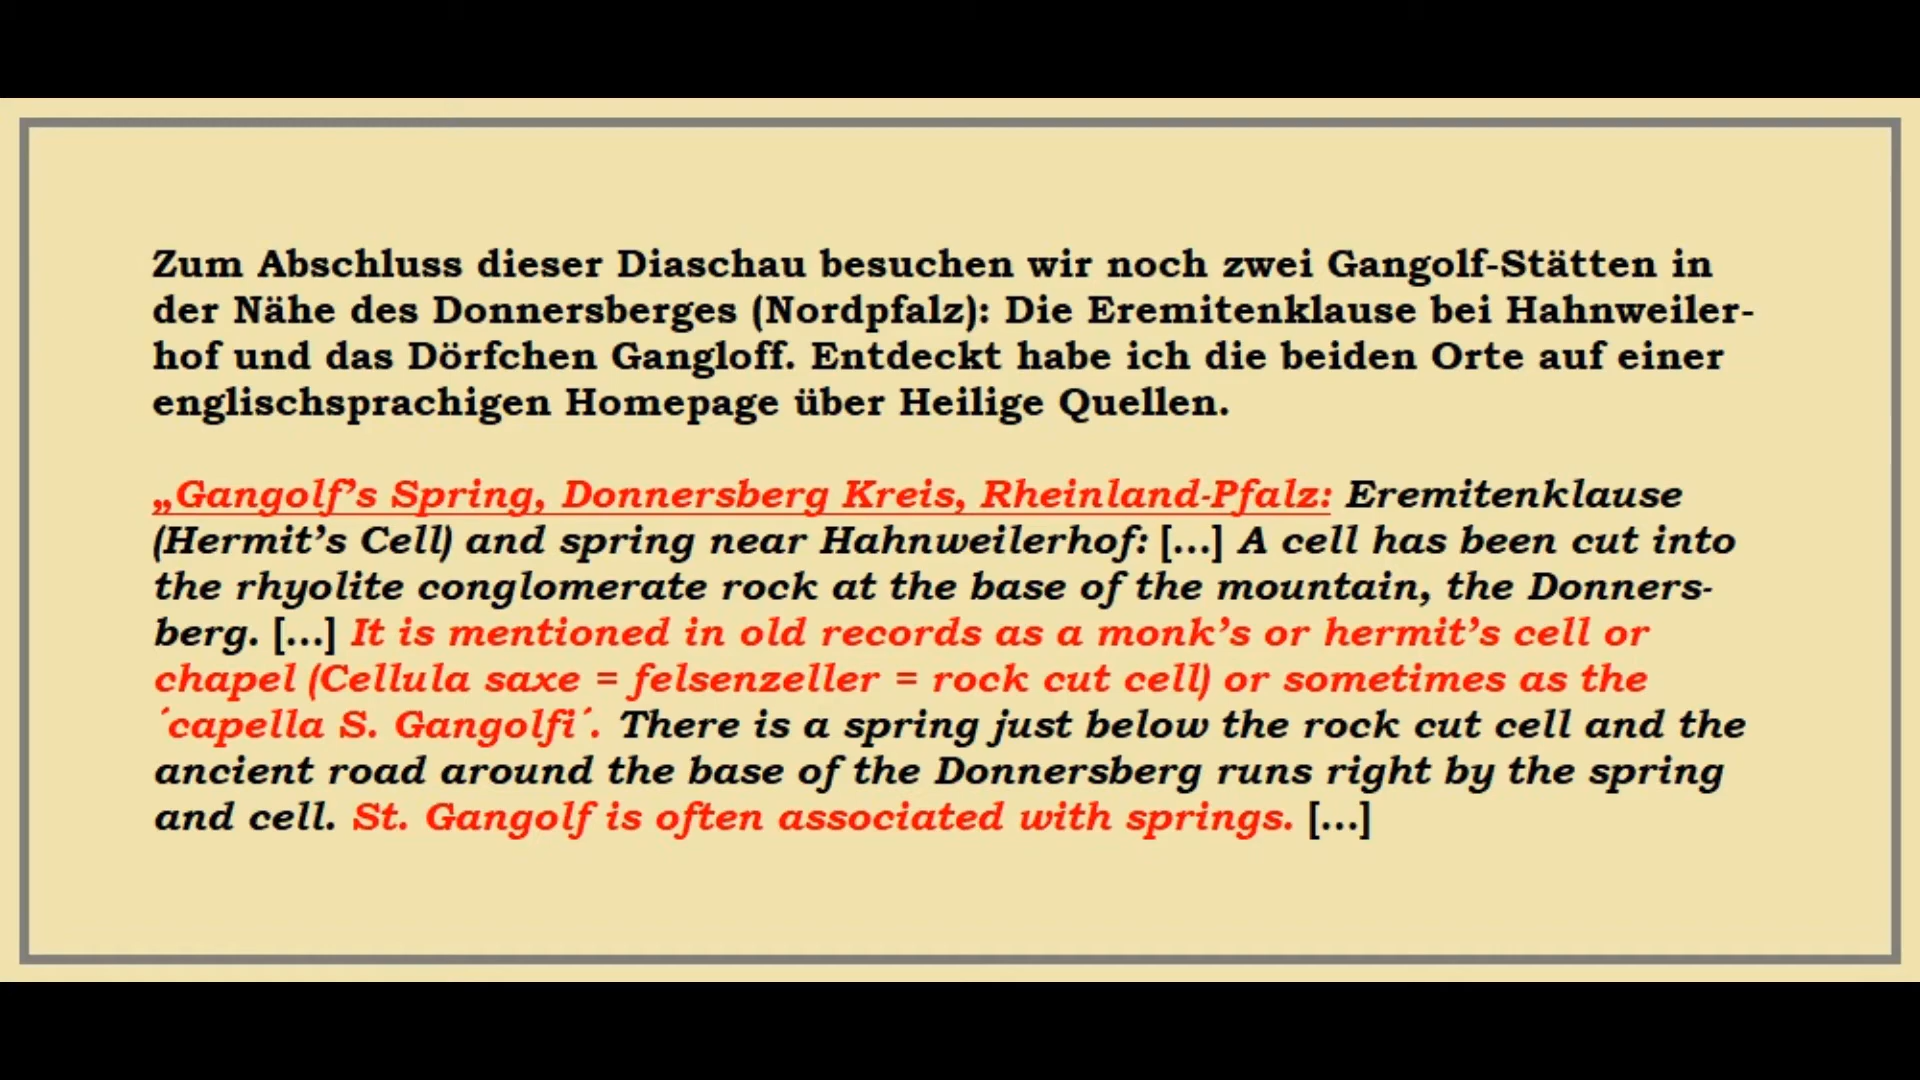 Zum Abschluss dieser Diaschau besuchen wir noch zwei Gangolf-Stätten in
der Nähe des Donnersberges (Nordpfalz): Die Eremitenklause bei Hahnweiler-
hof und das Dörfchen Gangloff. Entdeckt habe ich die beiden Orte auf einer
englischsprachigen Homepage über Heilige Quellen.
„Gangolf’s Spring, Donnersberg Kreis, Rheinland-Pfalz: Eremitenklause
(Hermit’s Cell) and spring near Hahnweilerhof: [...] A cell has been cut into
the rhyolite conglomerate rock at the base of the mountain, the Donners-
berg. [...] It is mentioned in old records as a monk’s or hermit’s cell or
chapel (Cellula saxe = felsenzeller = rock cut cell) or sometimes as the
´capella S. Gangolfi´. There is a spring just below the rock cut cell and the
ancient road around the base of the Donnersberg runs right by the spring
and cell. St. Gangolf is often associated with springs. [...]